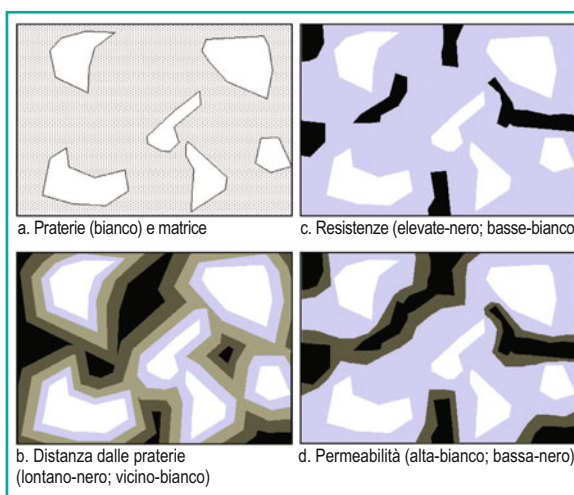 a. Praterie (bianco) e matrice
c. Resistenze (elevate-nero; basse-bianco
b. Distanza dalle praterie
(lontano-nero; vicino-bianco)
d. Permeabilità (alta-bianco; bassa-nero)